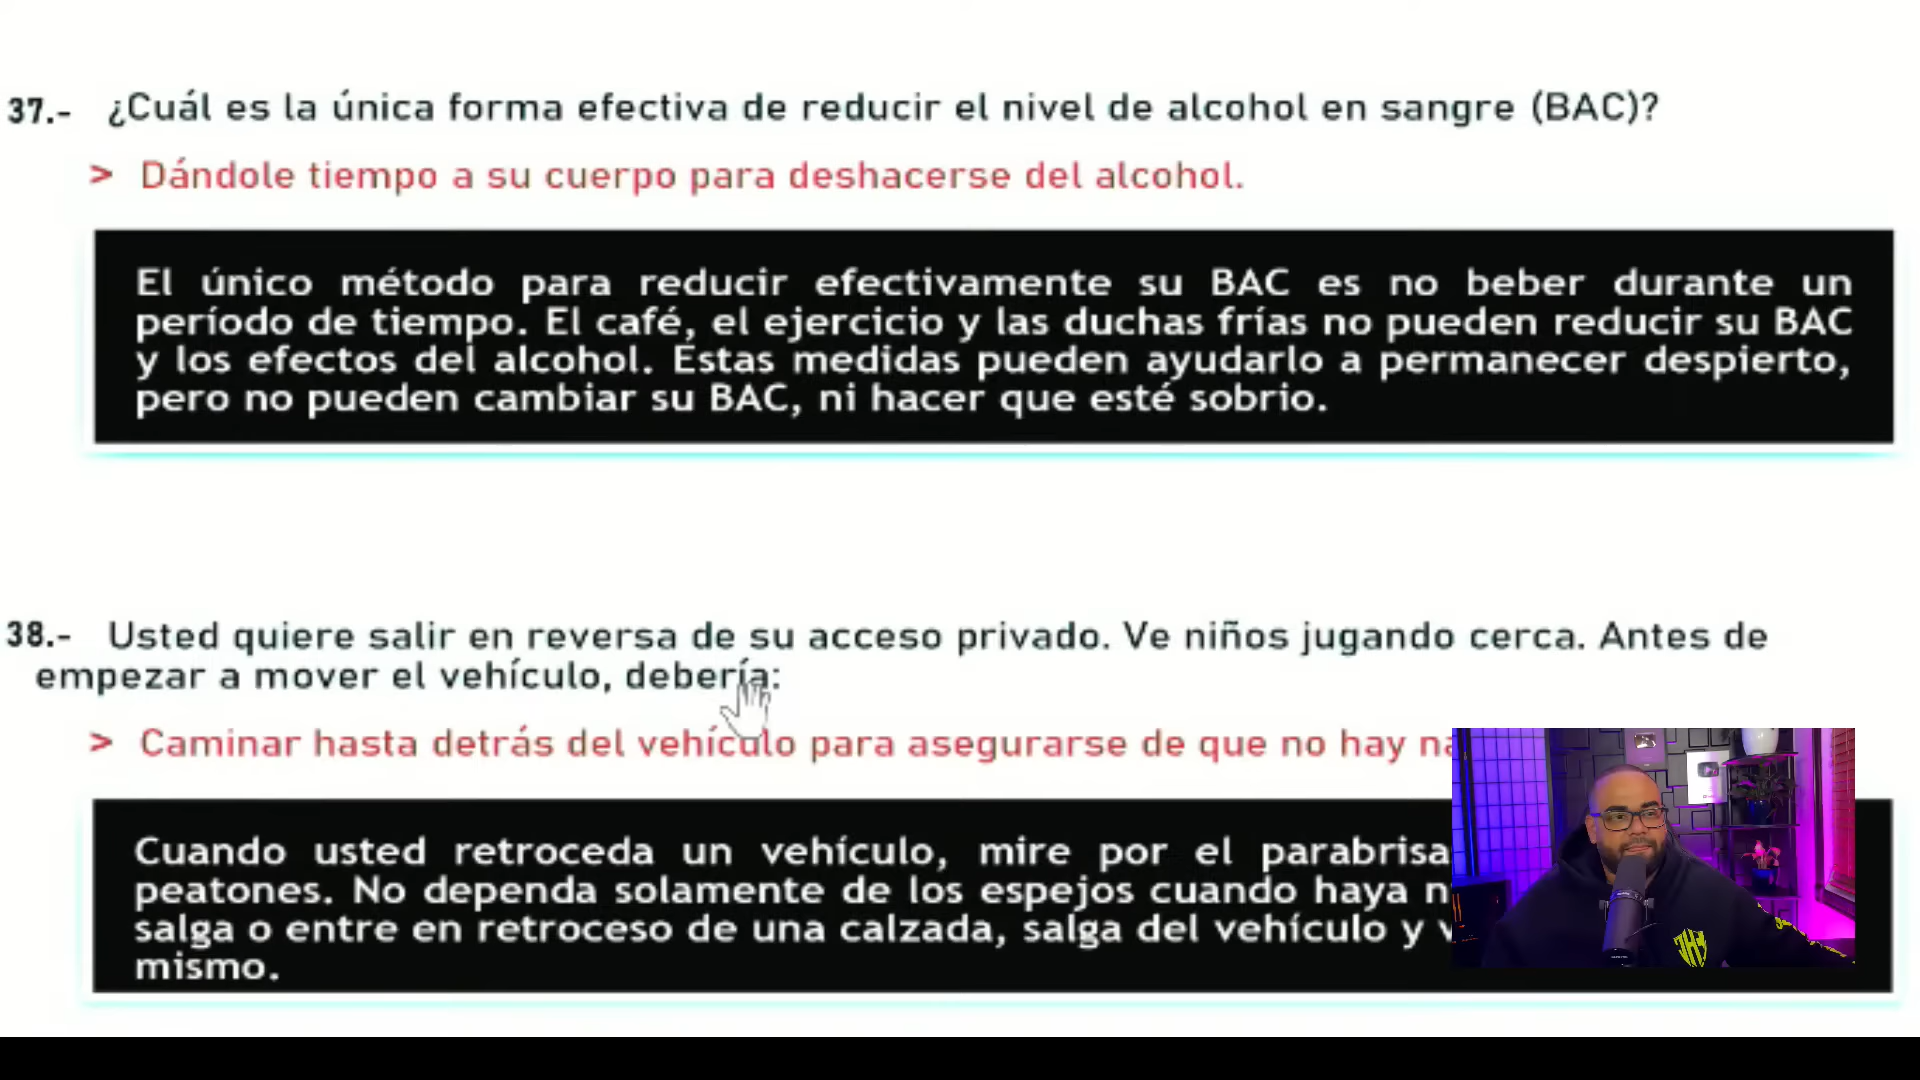 37.- ¿Cuál es la única forma efectiva de reducir el nivel de alcohol en sangre (BAC)?
> Dándole tiempo a su cuerpo para deshacerse del alcohol.
El único método para reducir efectivamente su BAC es no beber durante un
período de tiempo. El café, el ejercicio y las duchas frías no pueden reducir su BAC
y los efectos del alcohol. Estas medidas pueden ayudarlo a permanecer despierto,
pero no pueden cambiar su BAC, ni hacer que esté sobrio.
38.- Usted quiere salir en reversa de su acceso privado. Ve niños jugando cerca. Antes de
empezar a mover el vehículo, debería:
> Caminar hasta detrás del vehículo para asegurarse de que no hay
Cuando usted retroceda un vehículo, mire por el
peatones. No dependa solamente de los espejos cuando haya
salga o entre en retroceso de una calzada, salga del vehículo y
mismo.